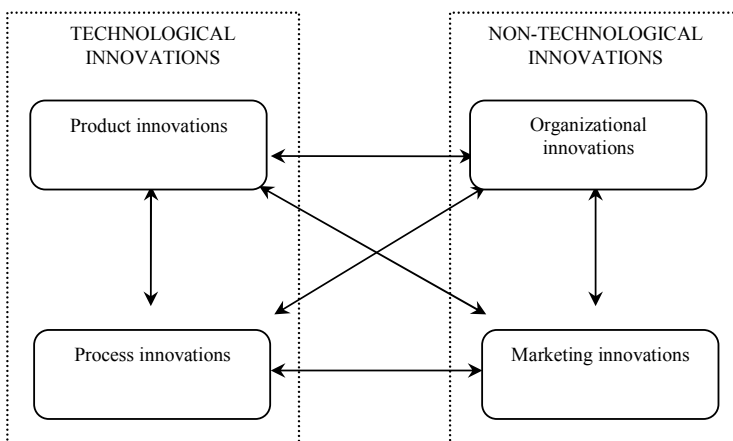 TECHNOLOGICAL
INNOVATIONS
NON-TECHNOLOGICAL
INNOVATIONS
Product innovations
Organizational
innovations
Process innovations
Marketing innovations